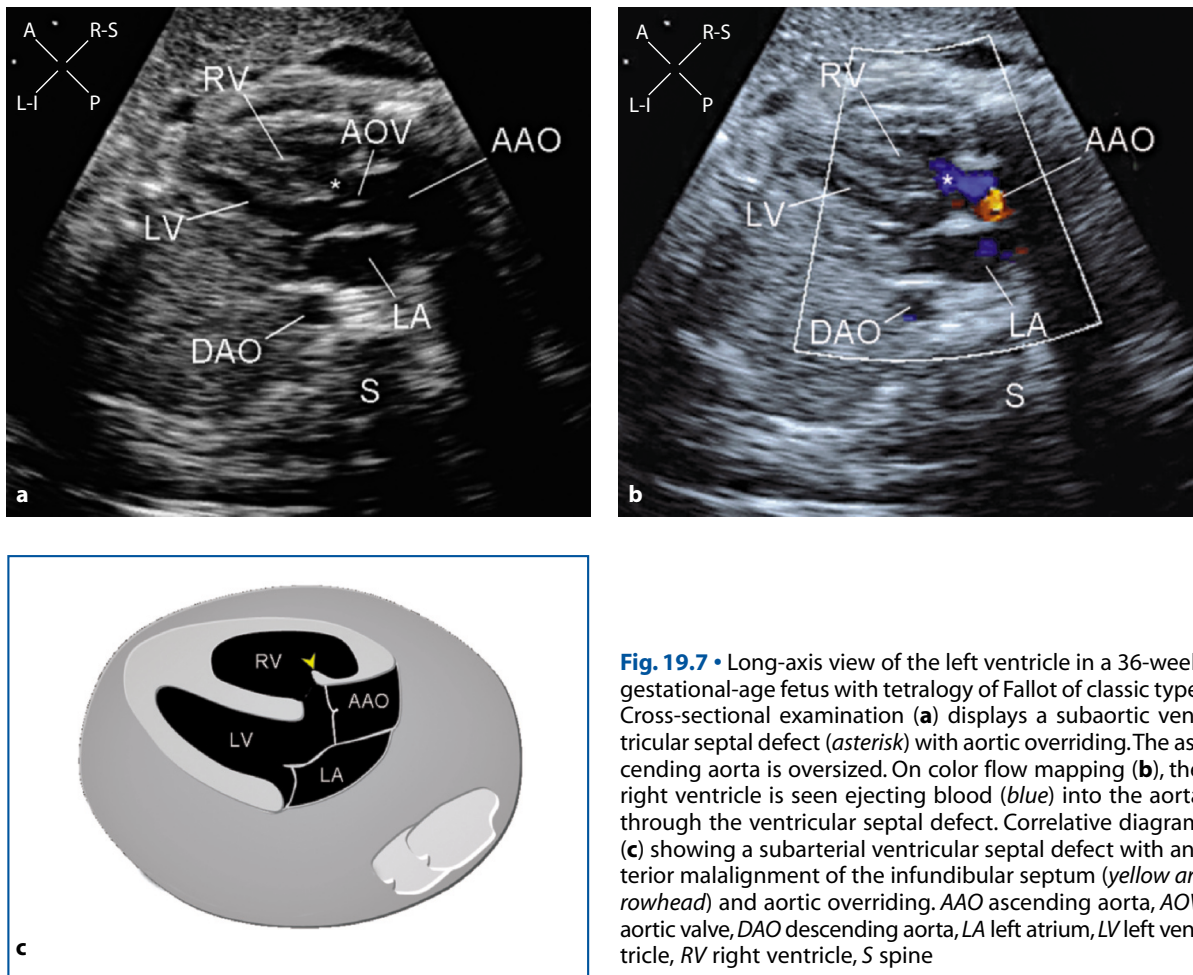 A R-S
L-I P
RV
AOV
AAO
*
LV
LA
DAO
S
a
A R-S
L-I P
RV
AAO
*
LV
LA
DAO
S
b
RV
AAO
LV
LA
c
Fig. 19.7 • Long-axis view of the left ventricle in a 36-week
gestational-age fetus with tetralogy of Fallot of classic type
Cross-sectional examination (a) displays a subaortic ven
tricular septal defect (asterisk) with aortic overriding. The as
cending aorta is oversized. On color flow mapping (b), the
right ventricle is seen ejecting blood (blue) into the aorta
through the ventricular septal defect. Correlative diagram
(c) showing a subarterial ventricular septal defect with an
terior malalignment of the infundibular septum (yellow ar
rowhead) and aortic overriding. AAO ascending aorta, AOV
aortic valve, DAO descending aorta, LA left atrium, LV left ven
tricle, RV right ventricle, S spine